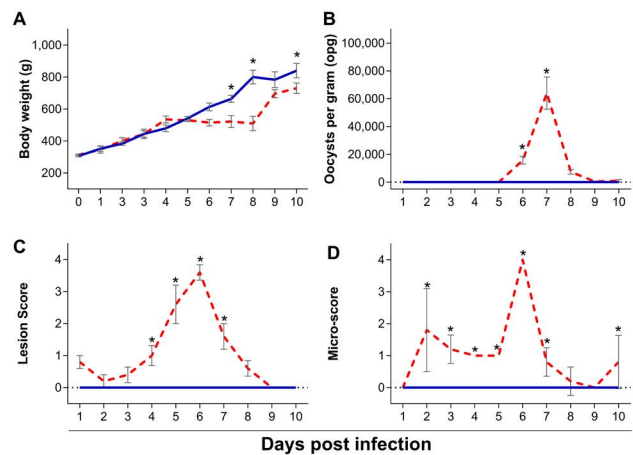 A
1,000
800
600
400
200
Body weight (g)
* * *
0 1 3 3 4 5 6 7 8 9 10
B
100,000
80,000
60,000
40,000
20,000
0
Oocysts per gram (opg)
* *
1 2 3 4 5 6 7 8 9 10
C
4
3
2
1
0
Lesion Score
* * * *
1 2 3 4 5 6 7 8 9 10
D
4
3
2
1
0
Micro-score
* * * * * * *
1 2 3 4 5 6 7 8 9 10
Days post infection